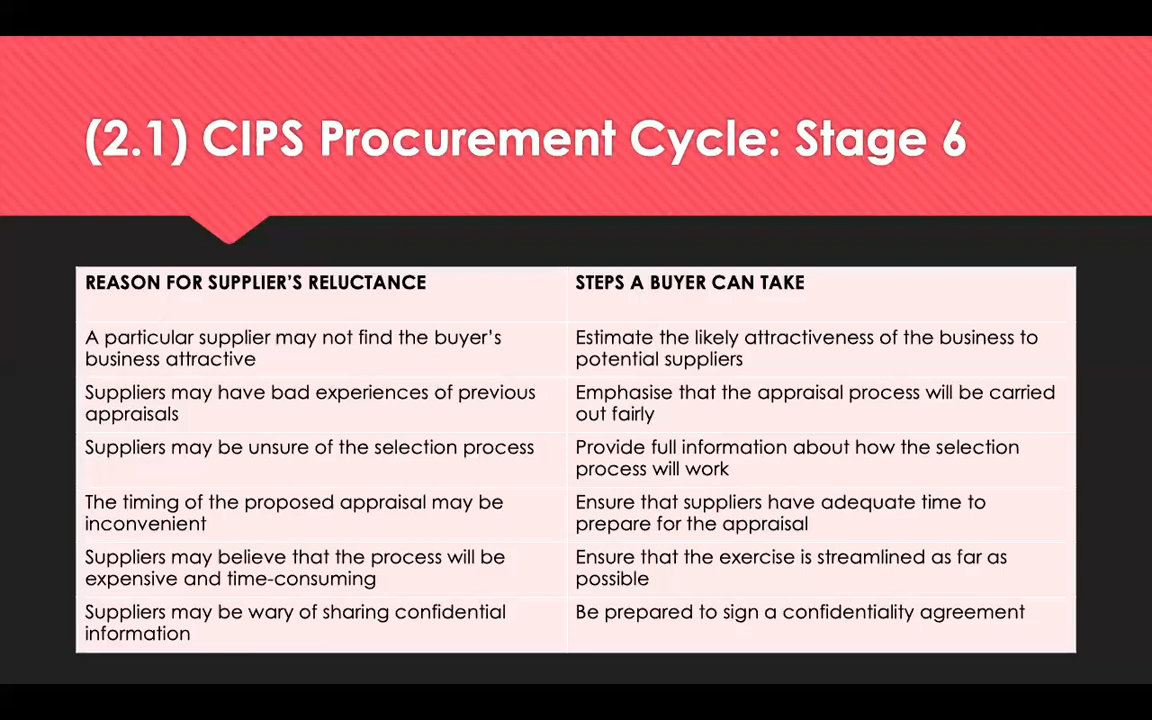 (2.1) CIPS Procurement Cycle: Stage 6
REASON FOR SUPPLIER’S RELUCTANCE
STEPS A BUYER CAN TAKE
A particular supplier may not find the buyer’s
business attractive
Estimate the likely attractiveness of the business to
potential suppliers
Suppliers may have bad experiences of previous
appraisals
Emphasise that the appraisal process will be carried
out fairly
Suppliers may be unsure of the selection process
Provide full information about how the selection
process will work
The timing of the proposed appraisal may be
inconvenient
Ensure that suppliers have adequate time to
prepare for the appraisal
Suppliers may believe that the process will be
expensive and time-consuming
Ensure that the exercise is streamlined as far as
possible
Suppliers may be wary of sharing confidential
information
Be prepared to sign a confidentiality agreement